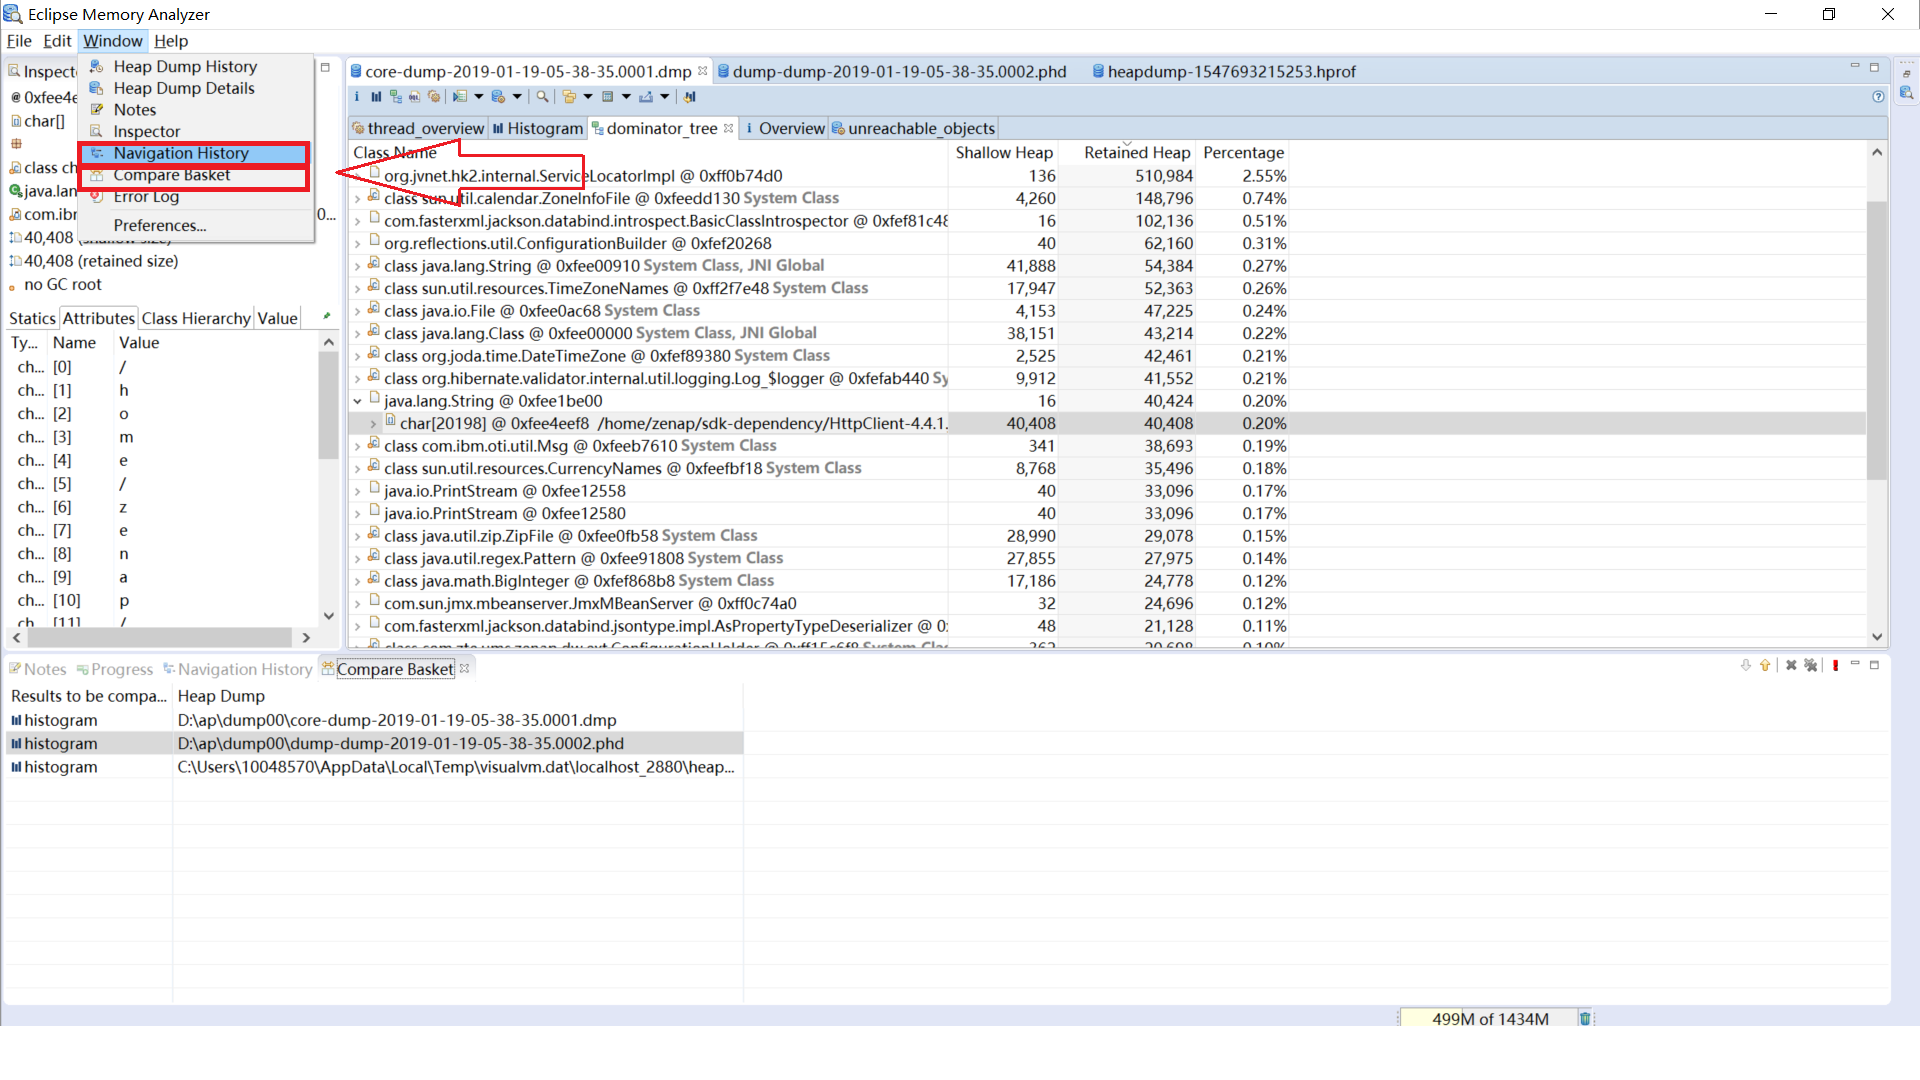 Eclipse Memory Analyzer
File Edit Window Help
Heap Dump History
Heap Dump Details
Notes
Inspector
Navigation History
Compare Basket
Error Log
Preferences...
Inspect
@ 0xfee4e
char[]
class ch
java.lan
com.ibr
0...
40,408 (shallow size)
40,408 (retained size)
no GC root
Statics Attributes Class Hierarchy Value
Ty... Name Value
ch... [0] /
ch... [1] h
ch... [2] o
ch... [3] m
ch... [4] e
ch... [5] /
ch... [6] z
ch... [7] e
ch... [8] n
ch... [9] a
ch... [10] p
ch [11] /
core-dump-2019-01-19-05-38-35.0001.dmp dump-dump-2019-01-19-05-38-35.0002.phd heapdump-1547693215253.hprof
thread_overview Histogram dominator_tree i Overview unreachable_objects
Class Name Shallow Heap Retained Heap Percentage
org.jvnet.hk2.internal.ServiceLocatorImpl @ 0xff0b74d0 136 510,984 2.55%
class sun.util.calendar.ZoneInfoFile @ 0xfeedd130 System Class 4,260 148,796 0.74%
com.fasterxml.jackson.databind.introspect.BasicClassIntrospector @ 0xfef81c48 16 102,136 0.51%
org.reflections.util.ConfigurationBuilder @ 0xfef20268 40 62,160 0.31%
class java.lang.String @ 0xfee00910 System Class, JNI Global 41,888 54,384 0.27%
class sun.util.resources.TimeZoneNames @ 0xff2f7e48 System Class 17,947 52,363 0.26%
class java.io.File @ 0xfee0ac68 System Class 4,153 47,225 0.24%
class java.lang.Class @ 0xfee00000 System Class, JNI Global 38,151 43,214 0.22%
class org.joda.time.DateTimeZone @ 0xfef89380 System Class 2,525 42,461 0.21%
class org.hibernate.validator.internal.util.logging.Log_$logger @ 0xfefab440 Sy 9,912 41,552 0.21%
java.lang.String @ 0xfee1be00 16 40,424 0.20%
char[20198] @ 0xfee4eef8 /home/zenap/sdk-dependency/HttpClient-4.4.1. 40,408 40,408 0.20%
class com.ibm.oti.util.Msg @ 0xfeeb7610 System Class 341 38,693 0.19%
class sun.util.resources.CurrencyNames @ 0xfeefbf18 System Class 8,768 35,496 0.18%
java.io.PrintStream @ 0xfee12558 40 33,096 0.17%
java.io.PrintStream @ 0xfee12580 40 33,096 0.17%
class java.util.zip.ZipFile @ 0xfee0fb58 System Class 28,990 29,078 0.15%
class java.util.regex.Pattern @ 0xfee91808 System Class 27,855 27,975 0.14%
class java.math.BigInteger @ 0xfef868b8 System Class 17,186 24,778 0.12%
com.sun.jmx.mbeanserver.JmxMBeanServer @ 0xff0c74a0 32 24,696 0.12%
com.fasterxml.jackson.databind.jsontype.impl.AsPropertyTypeDeserializer @ 0: 48 21,128 0.11%
class com.zte.ums.zenap.dw.ext.ConfigurationHolder @ 0xff15c6f8 System Cla 362 20,698 0.10%
Notes Progress Navigation History Compare Basket
Results to be compa... Heap Dump
histogram D:\ap\dump00\core-dump-2019-01-19-05-38-35.0001.dmp
histogram D:\ap\dump00\dump-dump-2019-01-19-05-38-35.0002.phd
histogram C:\Users\10048570\AppData\Local\Temp\visualvm.dat\localhost_2880\heap...
499M of 1434M